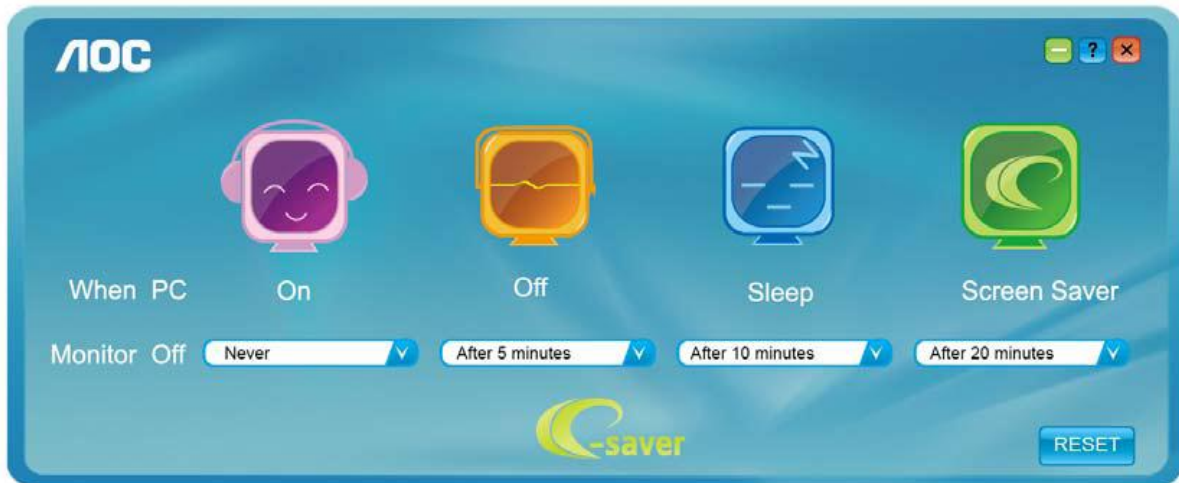 AOC
?
When PC On Off Sleep Screen Saver
Monitor Off Never After 5 minutes After 10 minutes After 20 minutes
e-saver
RESET